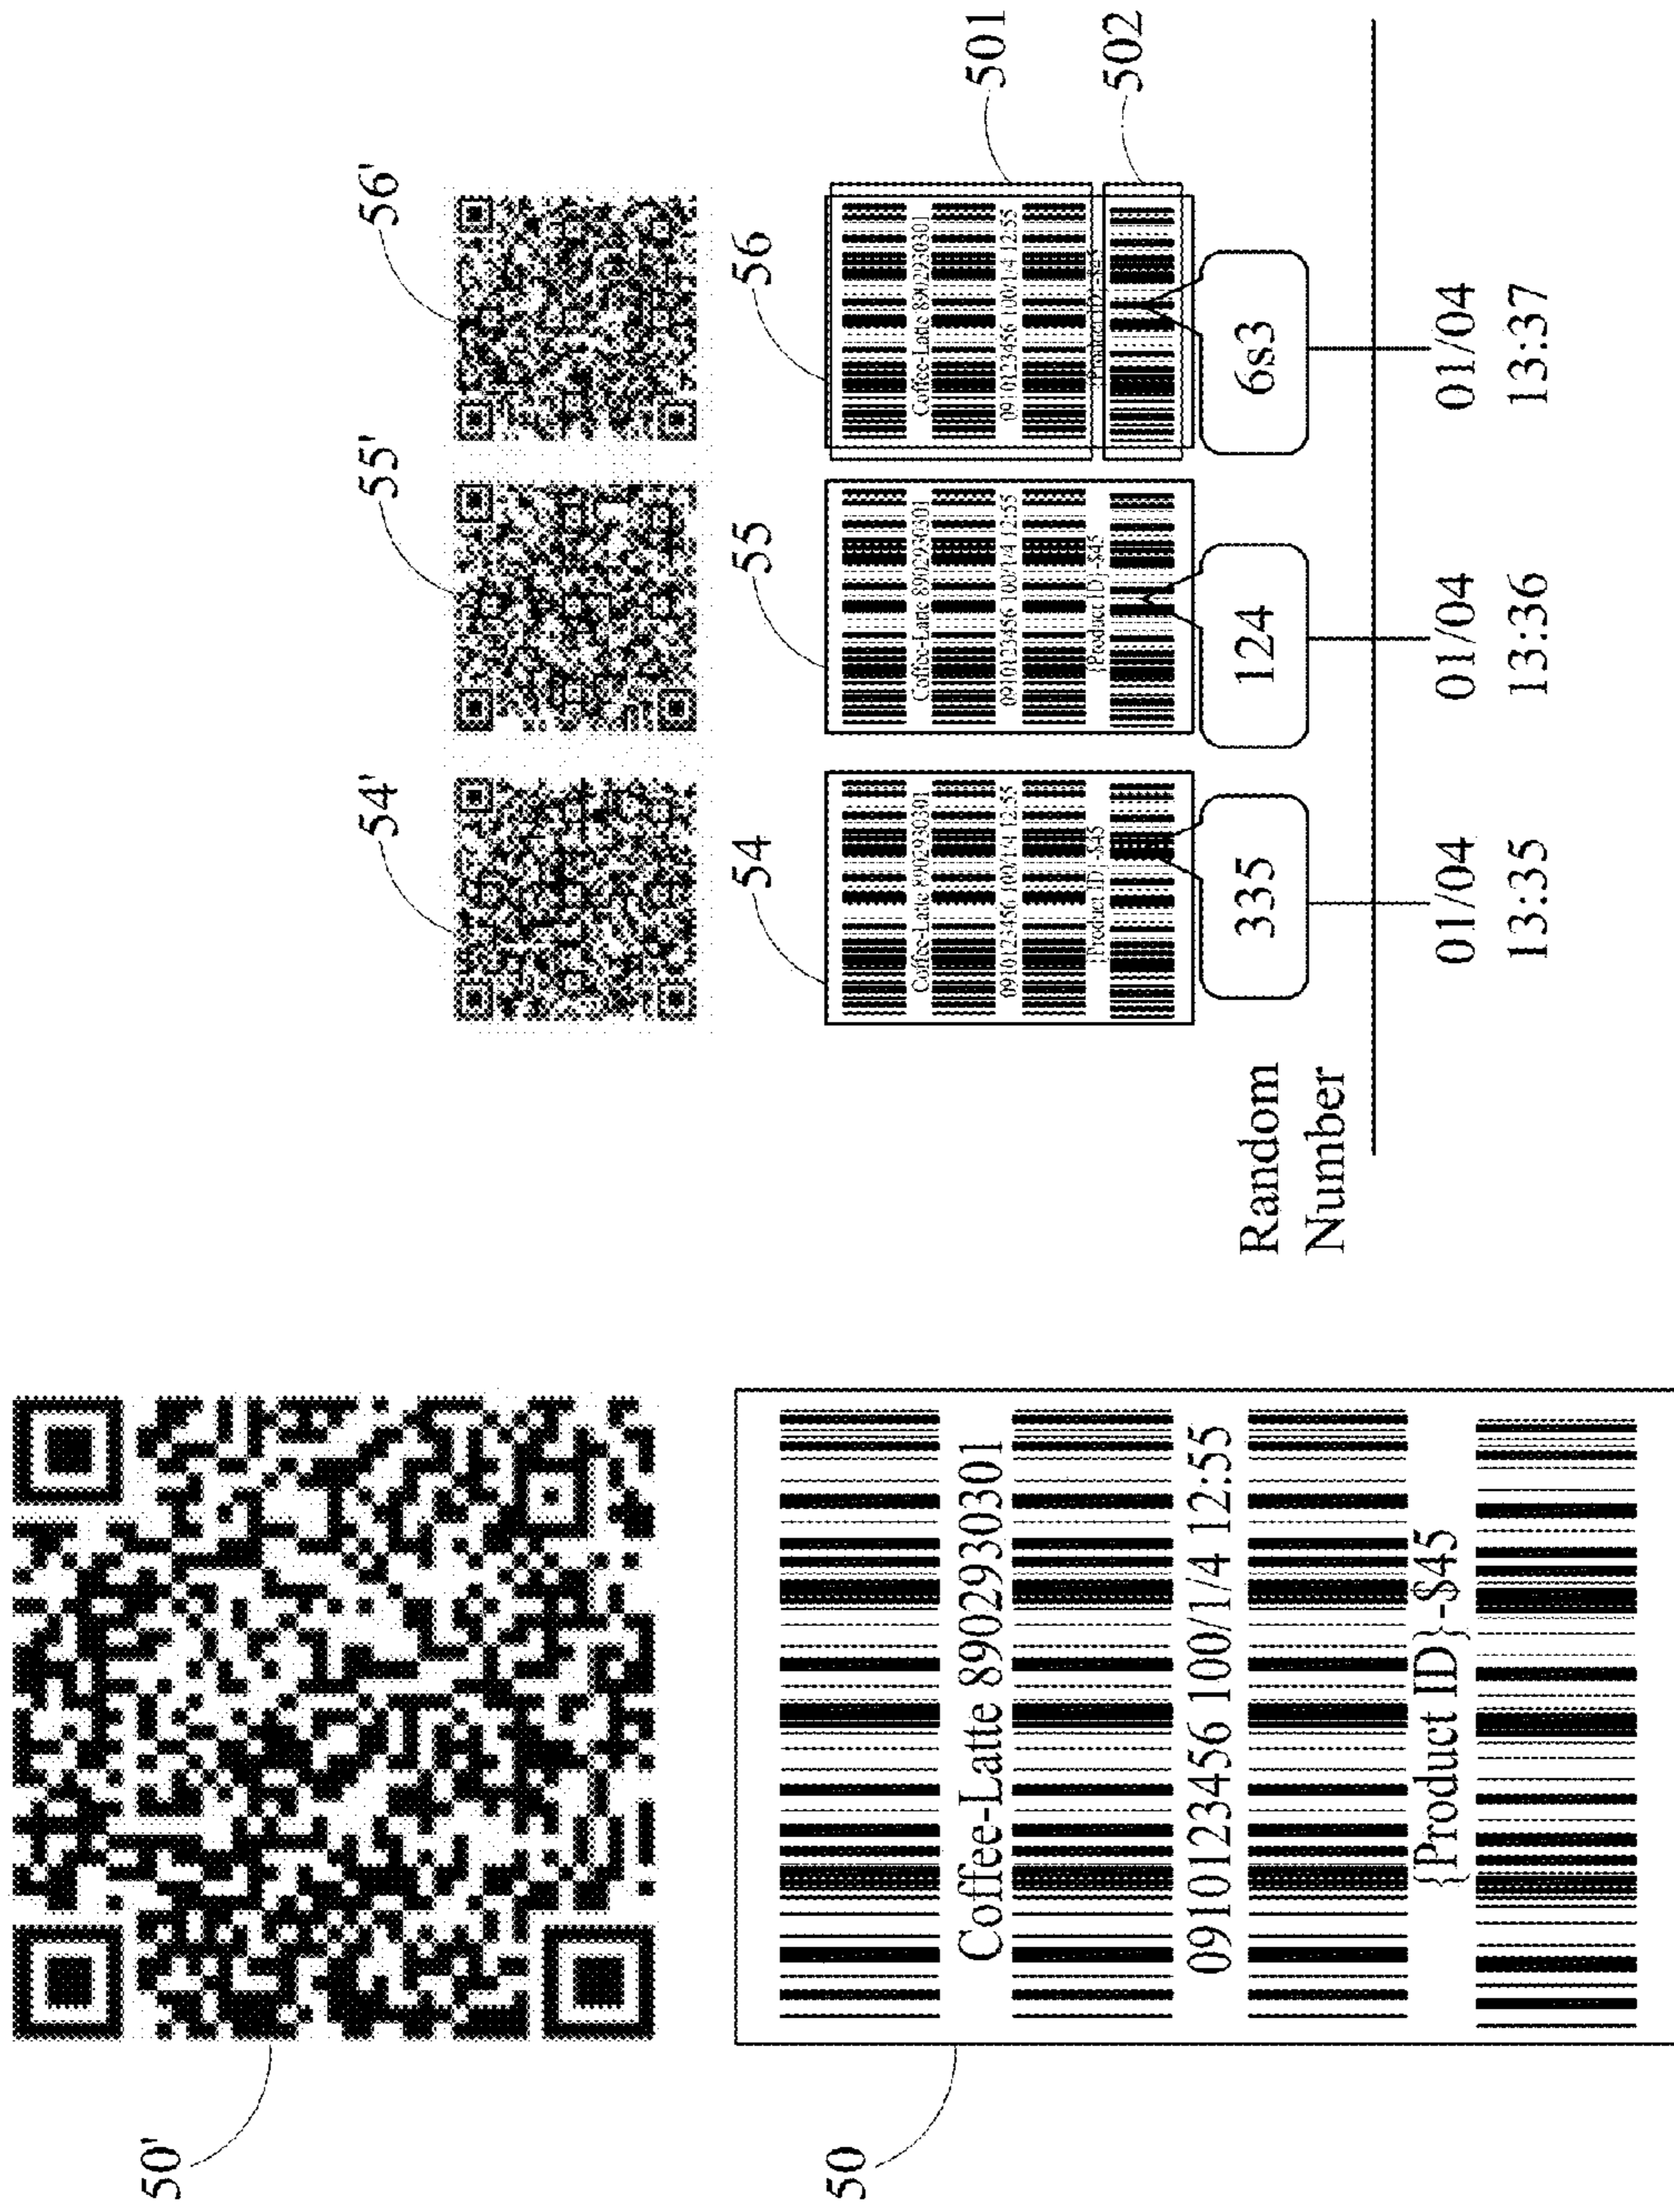 50'
50
Coffee-Latte 8902930301
0910123456 100/1/4 12:55
{Product ID}-$45
54'
55'
56'
54
55
56
Coffee-Latte 8902930301
0910123456 100/1/4 12:55
{Product ID}-$45
Coffee-Latte 8902930301
0910123456 100/1/4 12:55
{Product ID}-$45
Coffee-Latte 8902930301
0910123456 100/1/4 12:55
{Product ID}-$45
501
502
Random
Number
335
124
6s3
01/04
13:35
01/04
13:36
01/04
13:37